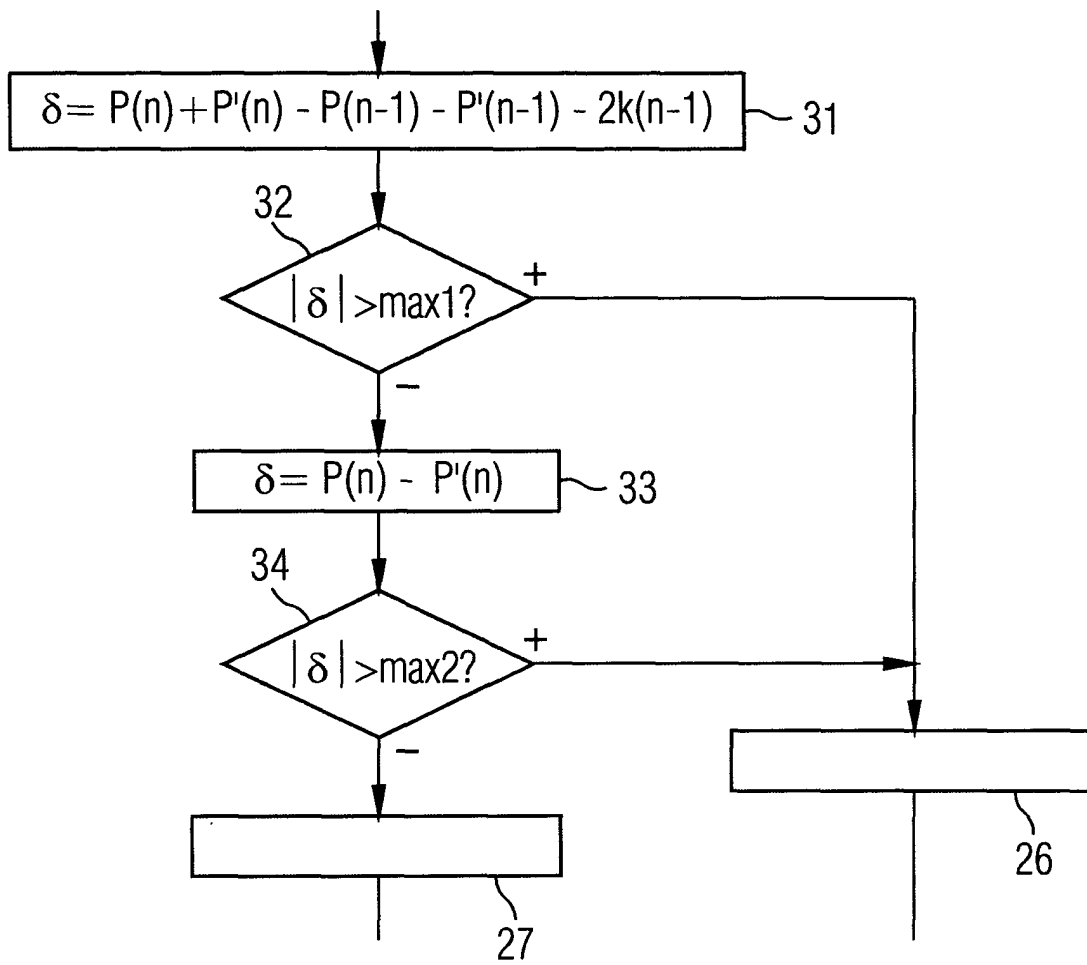 δ= P(n)+P'(n) - P(n-1) - P'(n-1) - 2k(n-1)
31
32
|δ|>max1?
+
−
δ= P(n) - P'(n)
33
34
|δ|>max2?
+
−
26
27